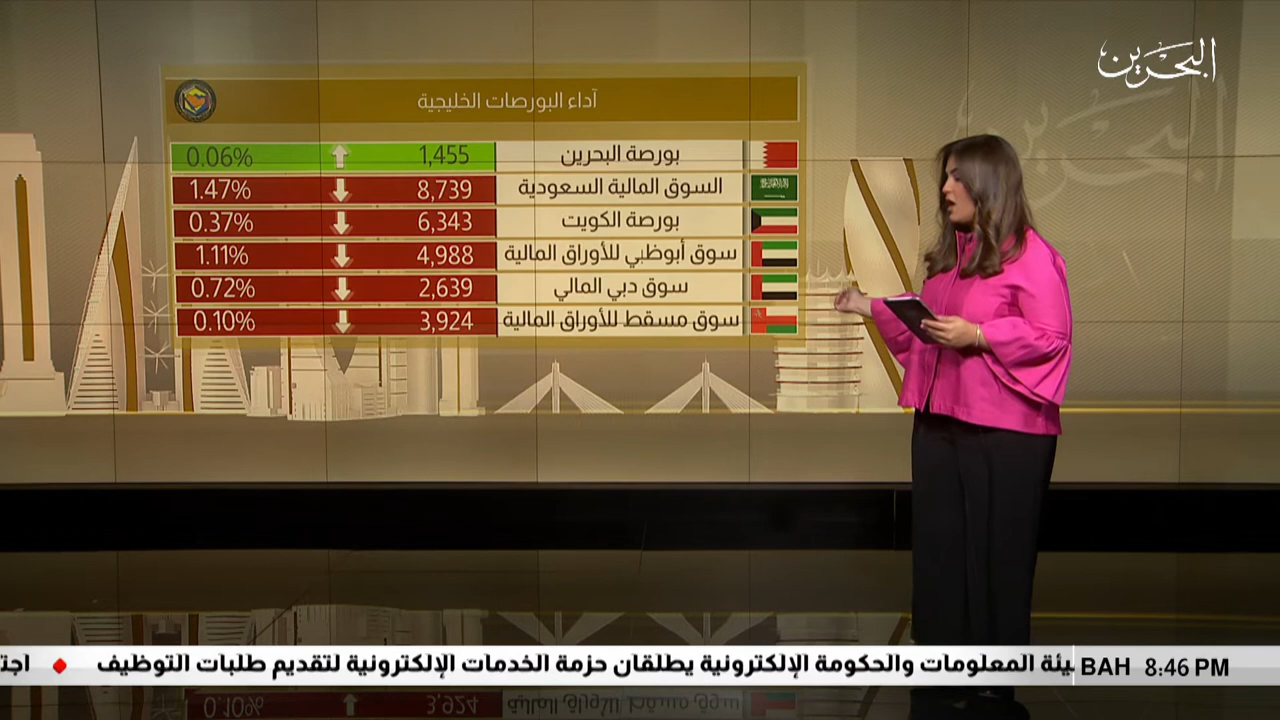 البحرين
آداء البورصات الخليجية
بورصة البحرين 1,455 0.06%
السوق المالية السعودية 8,739 1.47%
بورصة الكويت 6,343 0.37%
سوق أبوظبي للأوراق المالية 4,988 1.11%
سوق دبي المالي 2,639 0.72%
سوق مسقط للأوراق المالية 3,924 0.10%
المعلومات والحكومة الإلكترونية يطلقان حزمة الخدمات الإلكترونية لتقديم طلبات التوظيف
BAH 8:46 PM